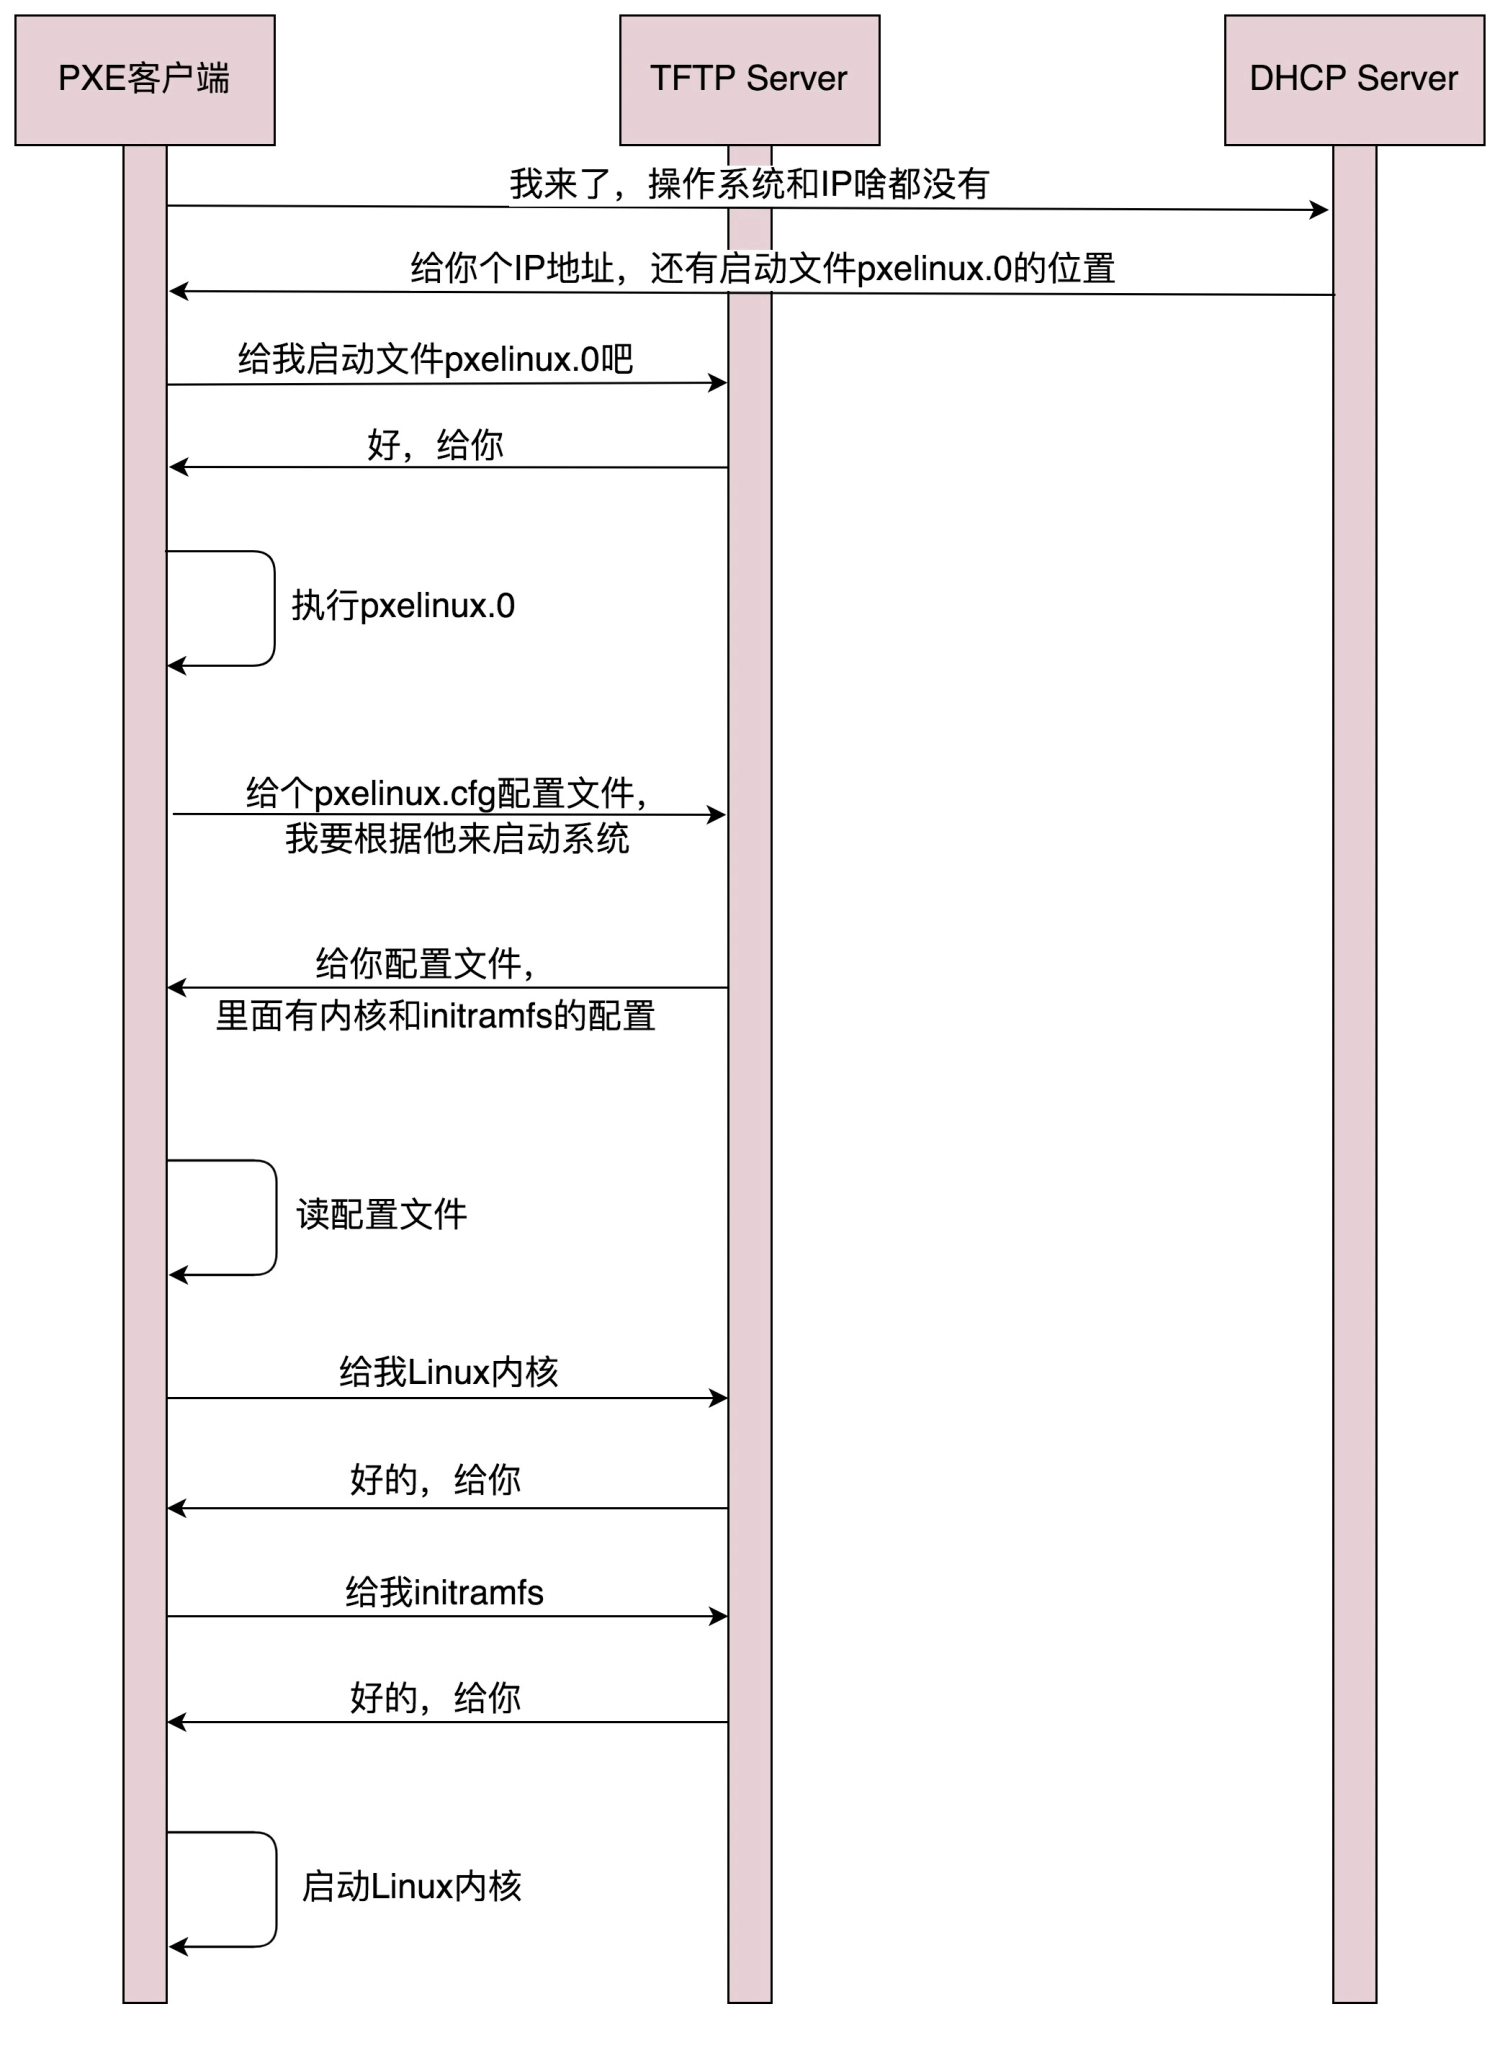 PXE客户端
TFTP Server
DHCP Server
我来了，操作系统和IP啥都没有
给你个IP地址，还有启动文件pxelinux.0的位置
给我启动文件pxelinux.0吧
好，给你
执行pxelinux.0
给个pxelinux.cfg配置文件，
我要根据他来启动系统
给你配置文件，
里面有内核和initramfs的配置
读配置文件
给我Linux内核
好的，给你
给我initramfs
好的，给你
启动Linux内核